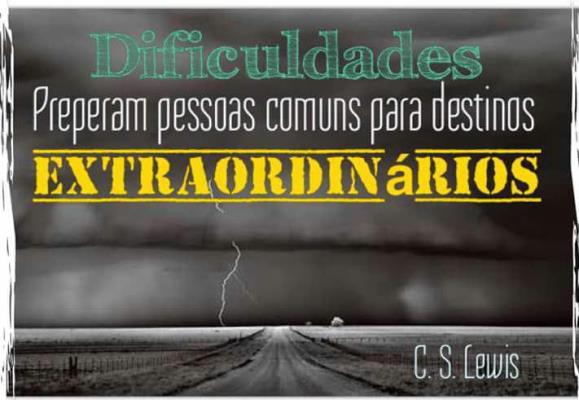 Dificuldades
Preperam pessoas comuns para destinos
EXTRAORDINáRIOS
C. S. Lewis